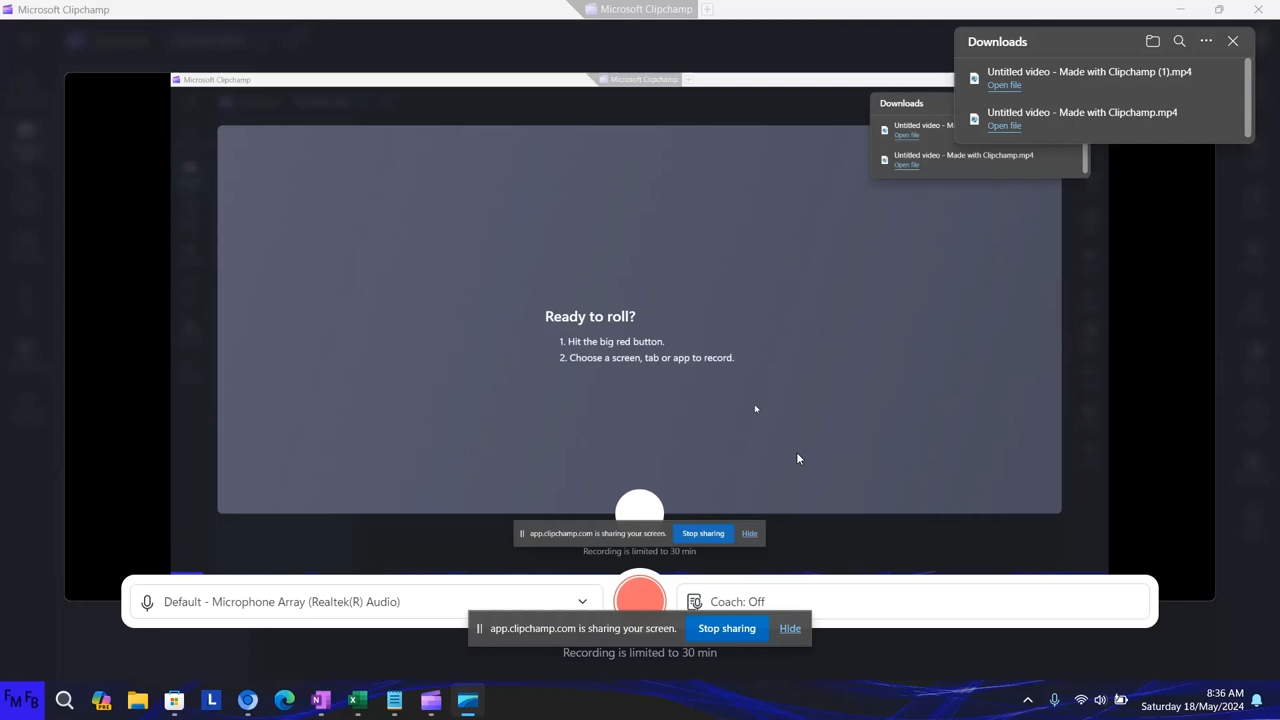 Microsoft Clipchamp
Microsoft Clipchamp
Downloads
Untitled video - Made with Clipchamp (1).mp4
Open file
Untitled video - Made with Clipchamp.mp4
Open file
Microsoft Clipchamp
Microsoft Clipchamp
Downloads
Untitled video - M
Open file
Untitled video - Made with Clipchamp.mp4
Open file
Ready to roll?
1. Hit the big red button.
2. Choose a screen, tab or app to record.
app.clipchamp.com is sharing your screen. Stop sharing Hide
Recording is limited to 30 min
Default - Microphone Array (Realtek(R) Audio)
Coach: Off
app.clipchamp.com is sharing your screen. Stop sharing Hide
Recording is limited to 30 min
FMFB
PRE
L
8:36 AM
Saturday 18/May/2024